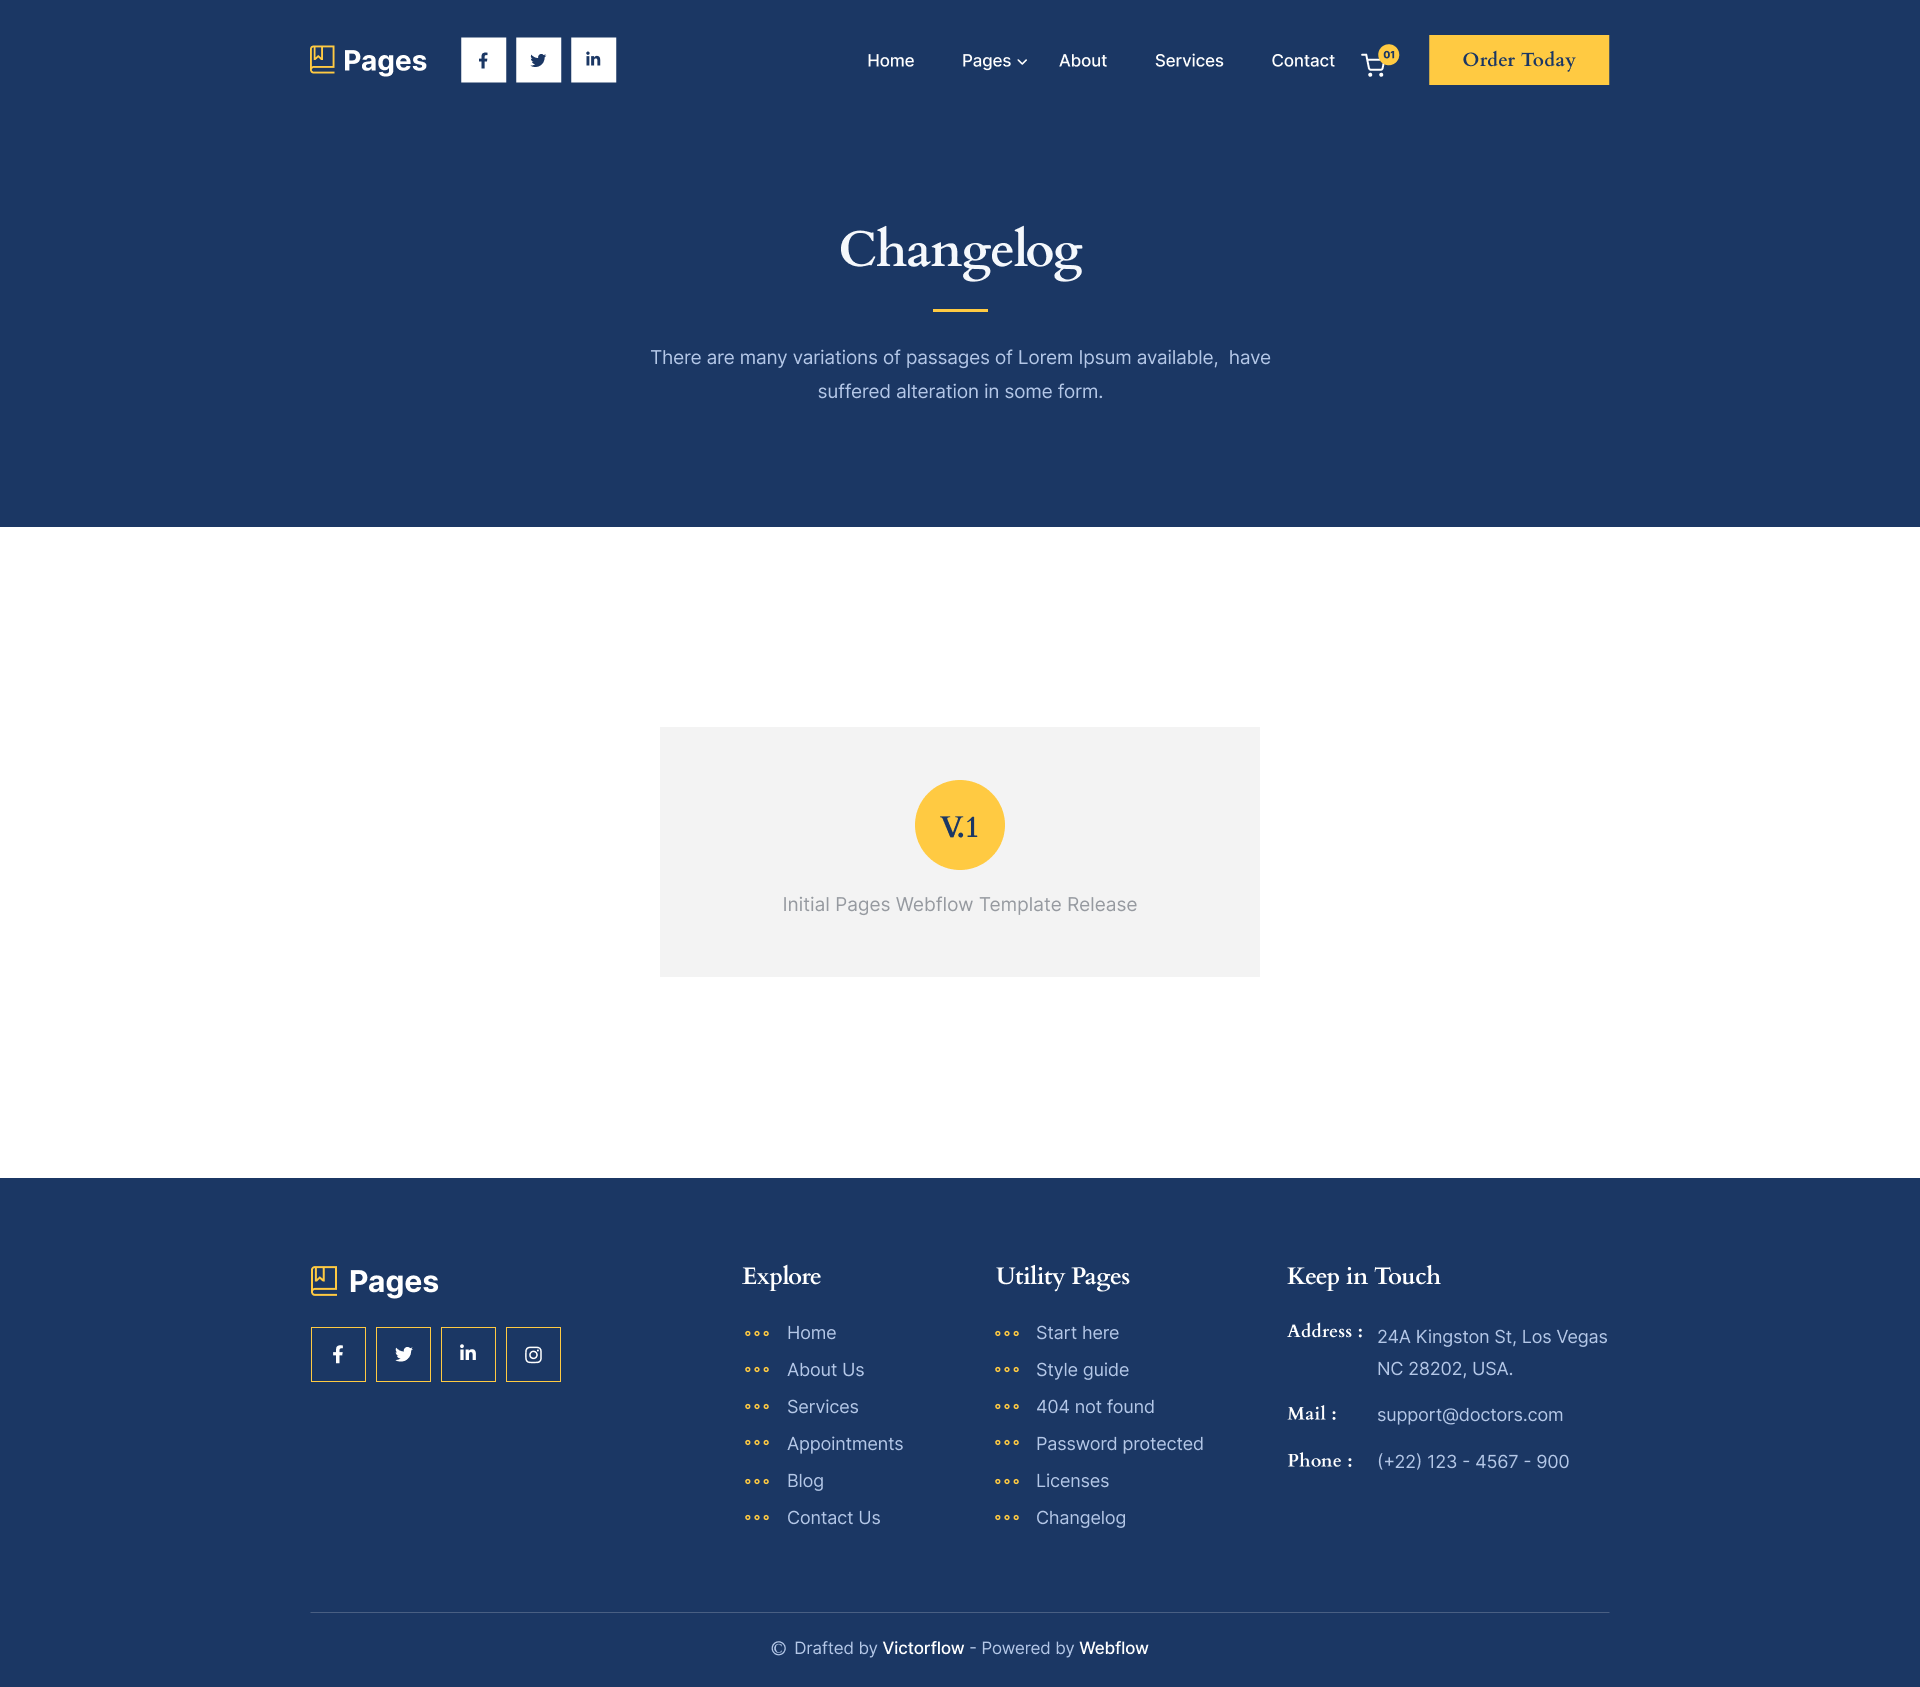 Pages
Home Pages About Services Contact 01 Order Today
Changelog
There are many variations of passages of Lorem Ipsum available, have
suffered alteration in some form.
V.1
Initial Pages Webflow Template Release
Pages
Explore
Home
About Us
Services
Appointments
Blog
Contact Us
Utility Pages
Start here
Style guide
404 not found
Password protected
Licenses
Changelog
Keep in Touch
Address : 24A Kingston St, Los Vegas
NC 28202, USA.
Mail : support@doctors.com
Phone : (+22) 123 - 4567 - 900
© Drafted by Victorflow - Powered by Webflow